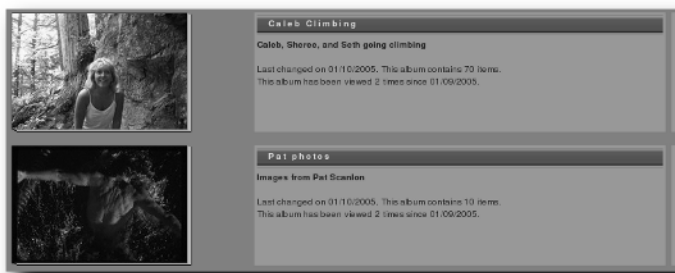 Caleb Climbing
Caleb, Sheree, and Seth going climbing
Last changed on 01/10/2005. This album contains 70 items.
This album has been viewed 2 times since 01/09/2005.
Pat photos
Images from Pat Scanlon
Last changed on 01/10/2005. This album contains 10 items.
This album has been viewed 2 times since 01/09/2005.